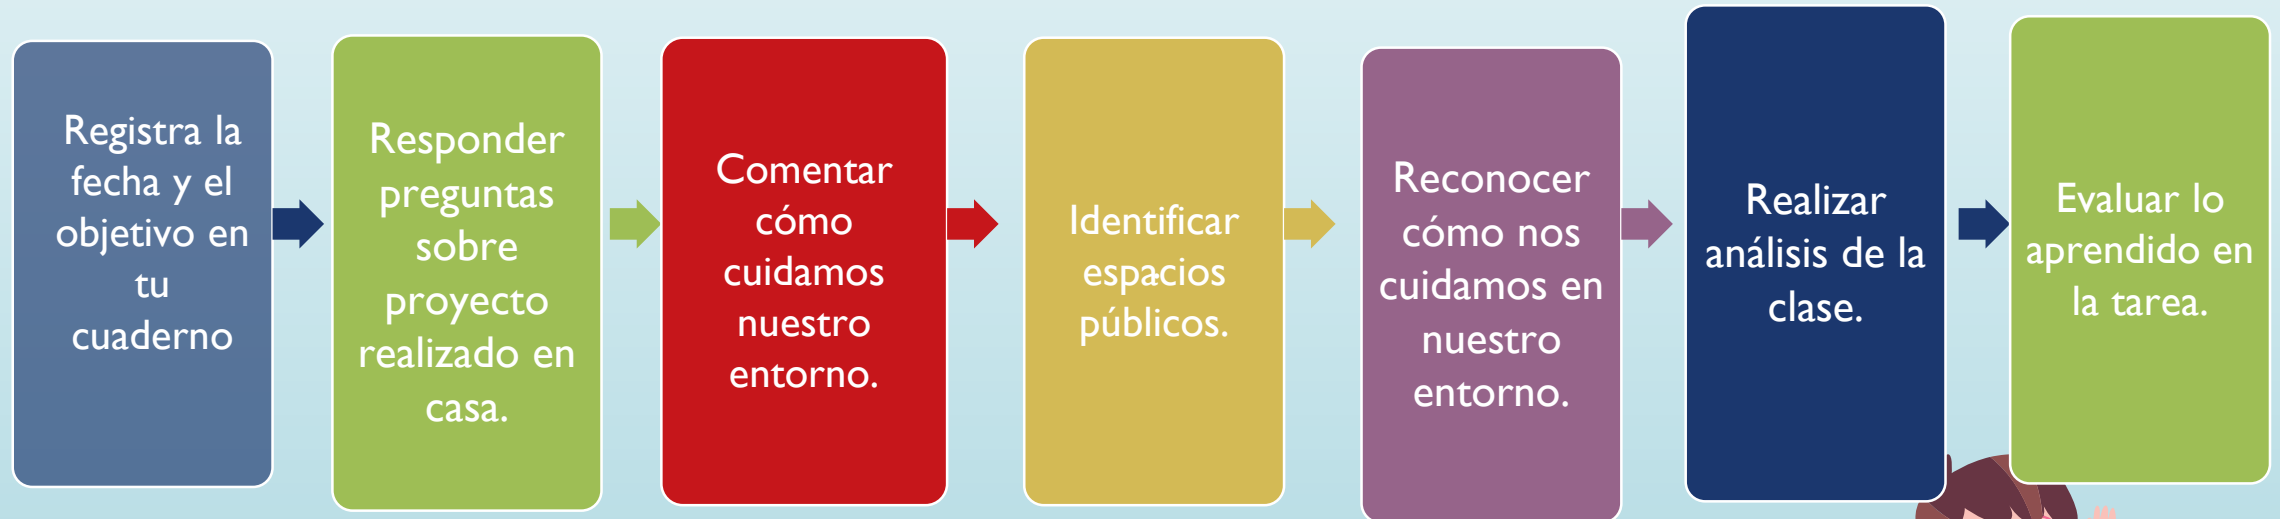 Registra la
fecha y el
objetivo en
tu
cuaderno
Responder
preguntas
sobre
proyecto
realizado en
casa.
Comentar
cómo
cuidamos
nuestro
entorno.
Identificar
espacios
públicos.
Reconocer
cómo nos
cuidamos en
nuestro
entorno.
Realizar
análisis de la
clase.
Evaluar lo
aprendido en
la tarea.